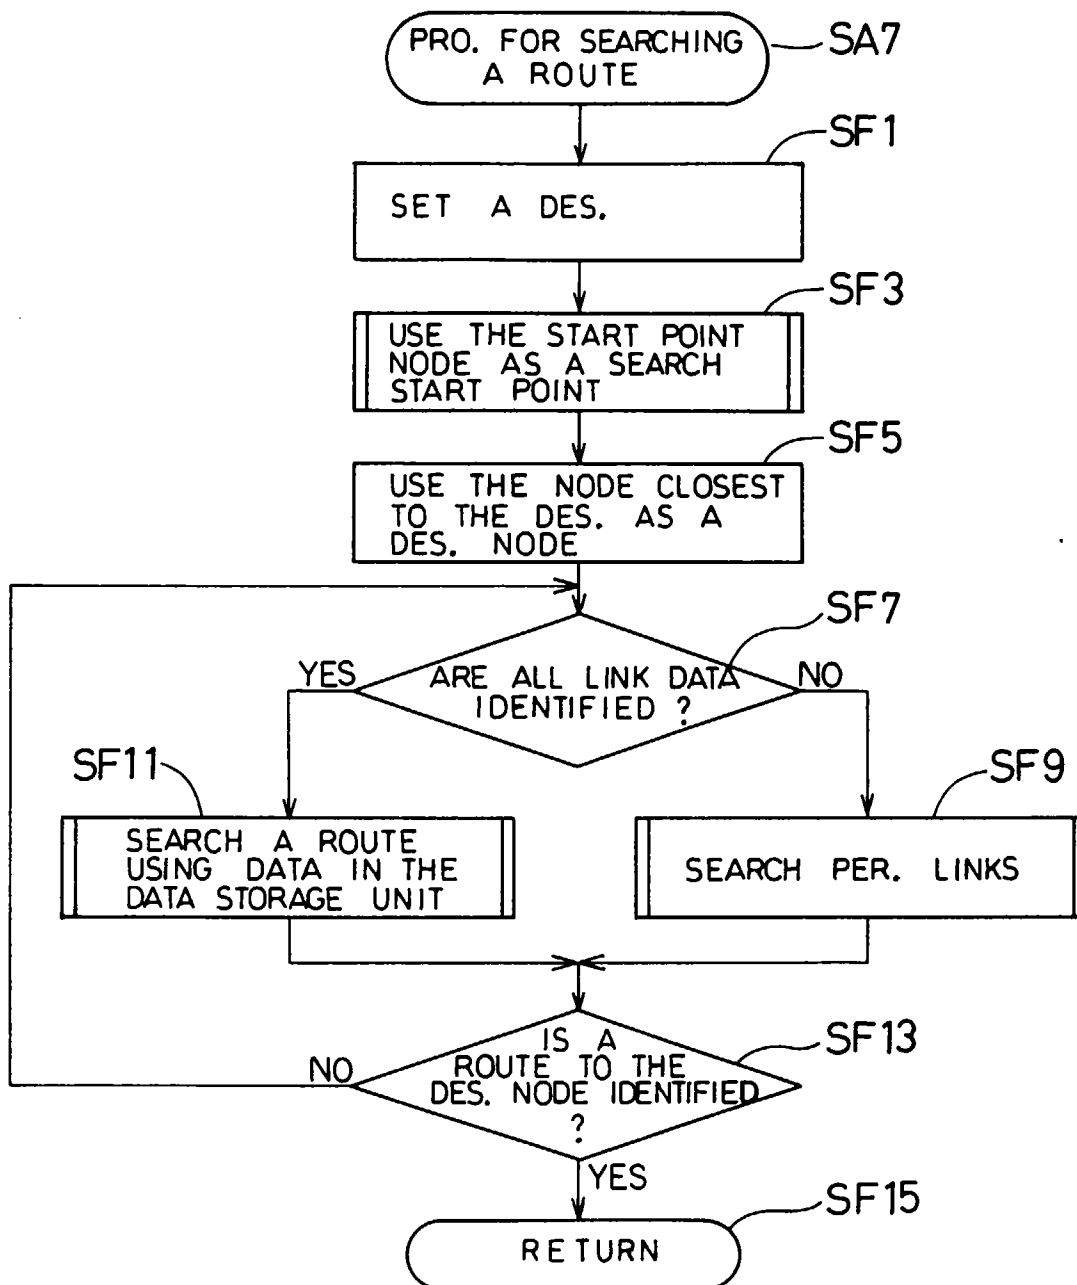 PRO. FOR SEARCHING
A ROUTE
SA7
SF1
SET A DES.
SF3
USE THE START POINT
NODE AS A SEARCH
START POINT
SF5
USE THE NODE CLOSEST
TO THE DES. AS A
DES. NODE
SF7
YES
ARE ALL LINK DATA
IDENTIFIED ?
NO
SF11
SF9
SEARCH A ROUTE
USING DATA IN THE
DATA STORAGE UNIT
SEARCH PER. LINKS
SF13
IS A
ROUTE TO THE
DES. NODE IDENTIFIED
?
NO
YES
SF15
RETURN